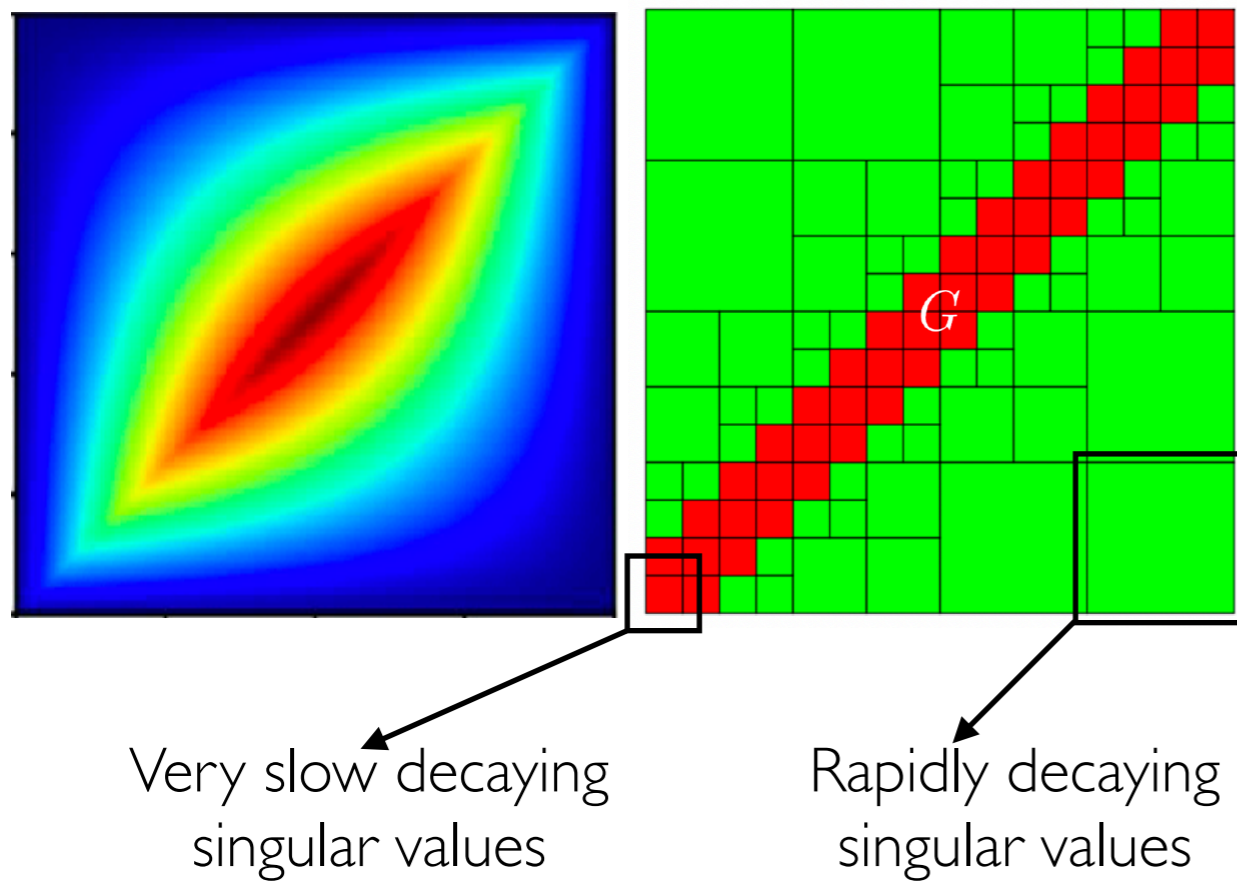 G
Very slow decaying
singular values
Rapidly decaying
singular values